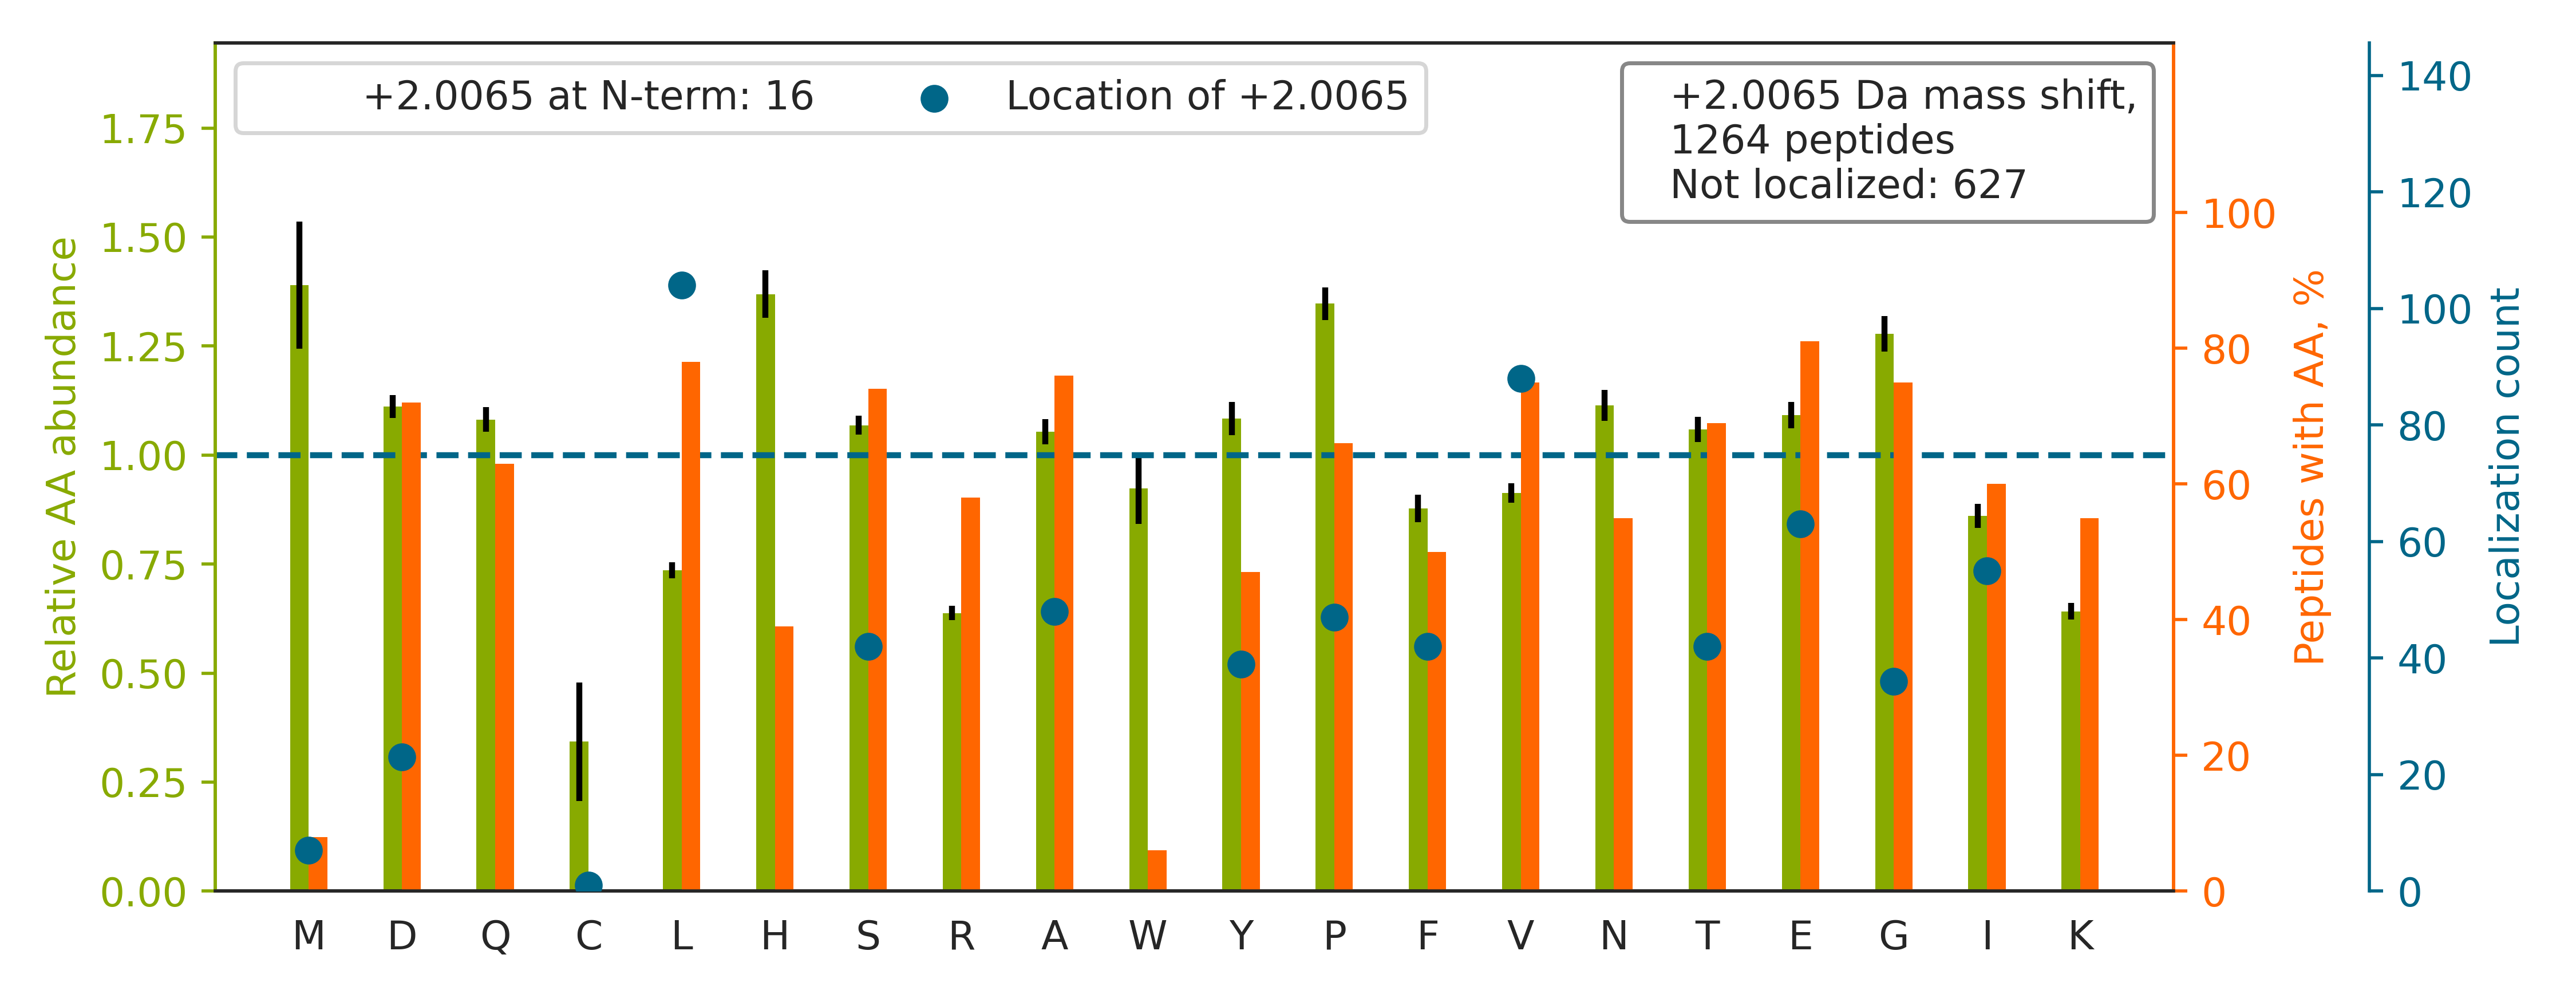 +2.0065 at N-term: 16
Location of +2.0065
+2.0065 Da mass shift,
1264 peptides
Not localized: 627
Relative AA abundance
1.75
1.50
1.25
1.00
0.75
0.50
0.25
0.00
M D Q C L H S R A W Y P F V N T E G I K
100
80
60
40
20
0
Peptides with AA, %
140
120
100
80
60
40
20
0
Localization count